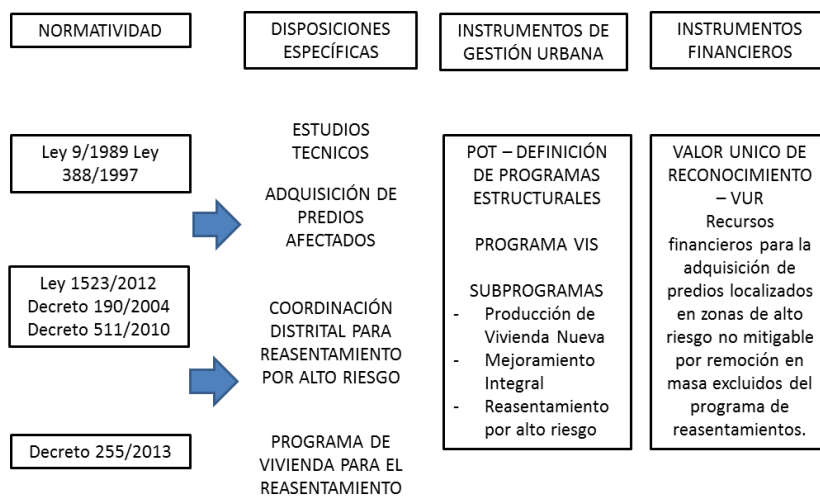 NORMATIVIDAD
DISPOSICIONES
ESPECÍFICAS
INSTRUMENTOS DE
GESTIÓN URBANA
INSTRUMENTOS
FINANCIEROS
Ley 9/1989 Ley
388/1997
Ley 1523/2012
Decreto 190/2004
Decreto 511/2010
Decreto 255/2013
ESTUDIOS
TECNICOS
ADQUISICIÓN DE
PREDIOS
AFECTADOS
COORDINACIÓN
DISTRITAL PARA
REASENTAMIENTO
POR ALTO RIESGO
PROGRAMA DE
VIVIENDA PARA EL
REASENTAMIENTO
POT – DEFINICIÓN
DE PROGRAMAS
ESTRUCTURALES
PROGRAMA VIS
SUBPROGRAMAS
- Producción de
Vivienda Nueva
- Mejoramiento
Integral
- Reasentamiento
por alto riesgo
VALOR UNICO DE
RECONOCIMIENTO
– VUR
Recursos
financieros para la
adquisición de
predios localizados
en zonas de alto
riesgo no mitigable
por remoción en
masa excluidos del
programa de
reasentamientos.